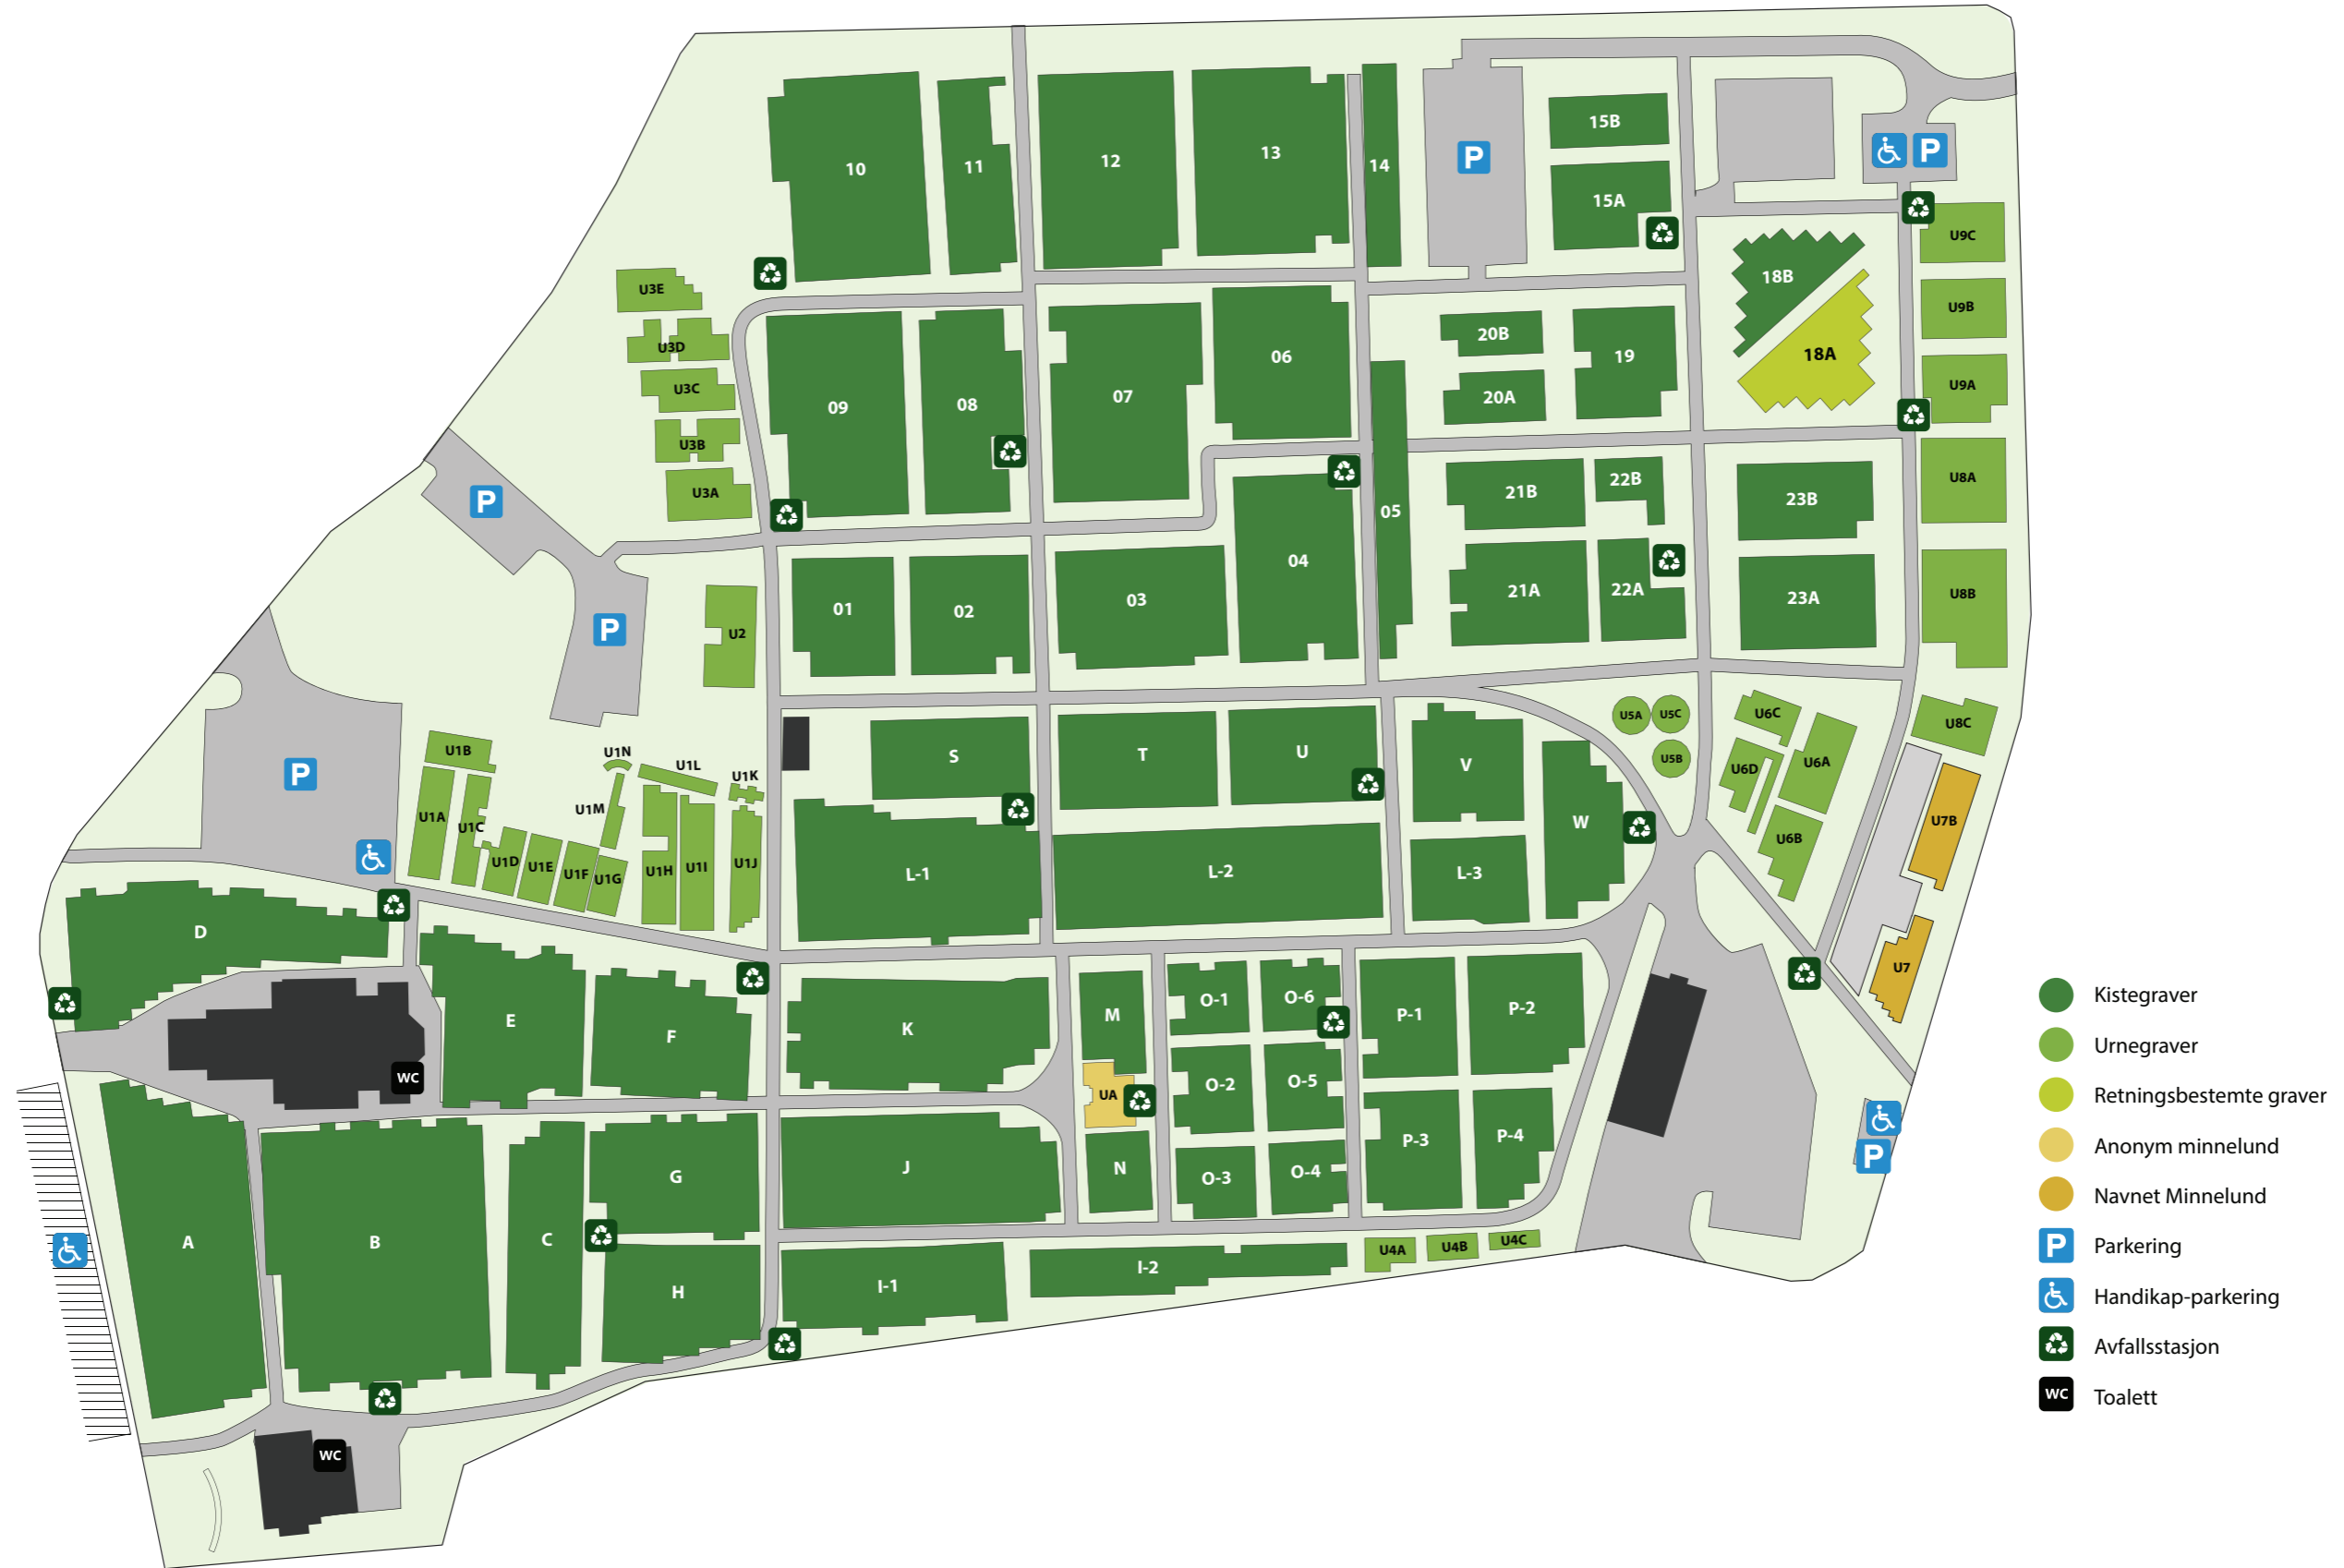 10
11
12
13
14
P
15B
15A
P
U9C
U9B
U9A
18B
18A
U3E
U3D
U3C
U3B
U3A
09
08
07
06
20B
20A
19
P
05
04
21B
22B
21A
22A
23B
23A
U8A
U8B
U8C
01
02
03
U2
P
P
U1B
U1A
U1C
U1D
U1E
U1F
U1G
U1N
U1M
U1L
U1K
U1H
U1I
U1J
S
T
U
V
W
L-1
L-2
L-3
U5A
U5C
U5B
U6C
U6D
U6A
U6B
U7B
U7
D
E
F
K
M
UA
N
O-1
O-6
O-2
O-5
O-3
O-4
P-1
P-2
P-3
P-4
WC
A
B
C
G
H
J
I-1
I-2
U4A
U4B
U4C
P
WC
Kistegraver
Urnegraver
Retningsbestemte graver
Anonym minnelund
Navnet Minnelund
P Parkering
Handikap-parkering
Avfallsstasjon
WC Toalett